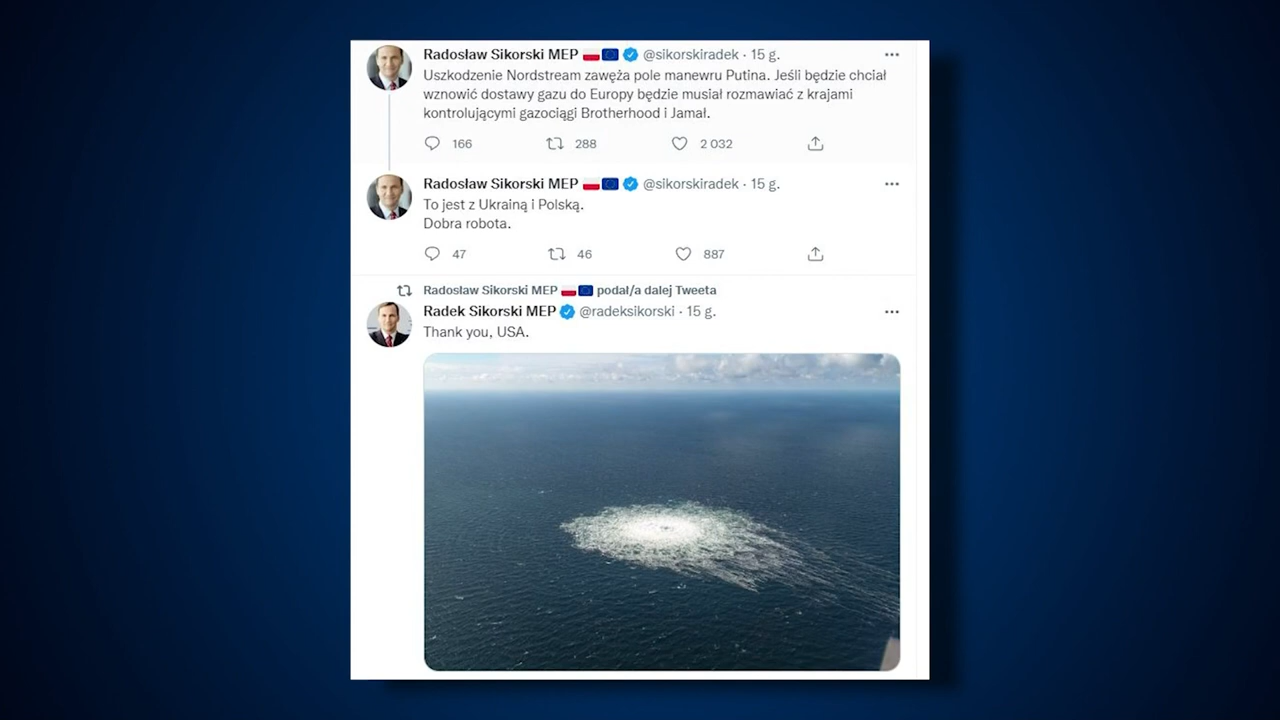 Radosław Sikorski MEP 🇵🇱🇪🇺 @sikorskiradek · 15 g.
Uszkodzenie Nordstream zawęża pole manewru Putina. Jeśli będzie chciał
wznowić dostawy gazu do Europy będzie musiał rozmawiać z krajami
kontrolującymi gazociągi Brotherhood i Jamał.
166 288 2 032
Radosław Sikorski MEP 🇵🇱🇪🇺 @sikorskiradek · 15 g.
To jest z Ukrainą i Polską.
Dobra robota.
47 46 887
Radosław Sikorski MEP 🇵🇱🇪🇺 podał/a dalej Tweeta
Radek Sikorski MEP @radeksikorski · 15 g.
Thank you, USA.